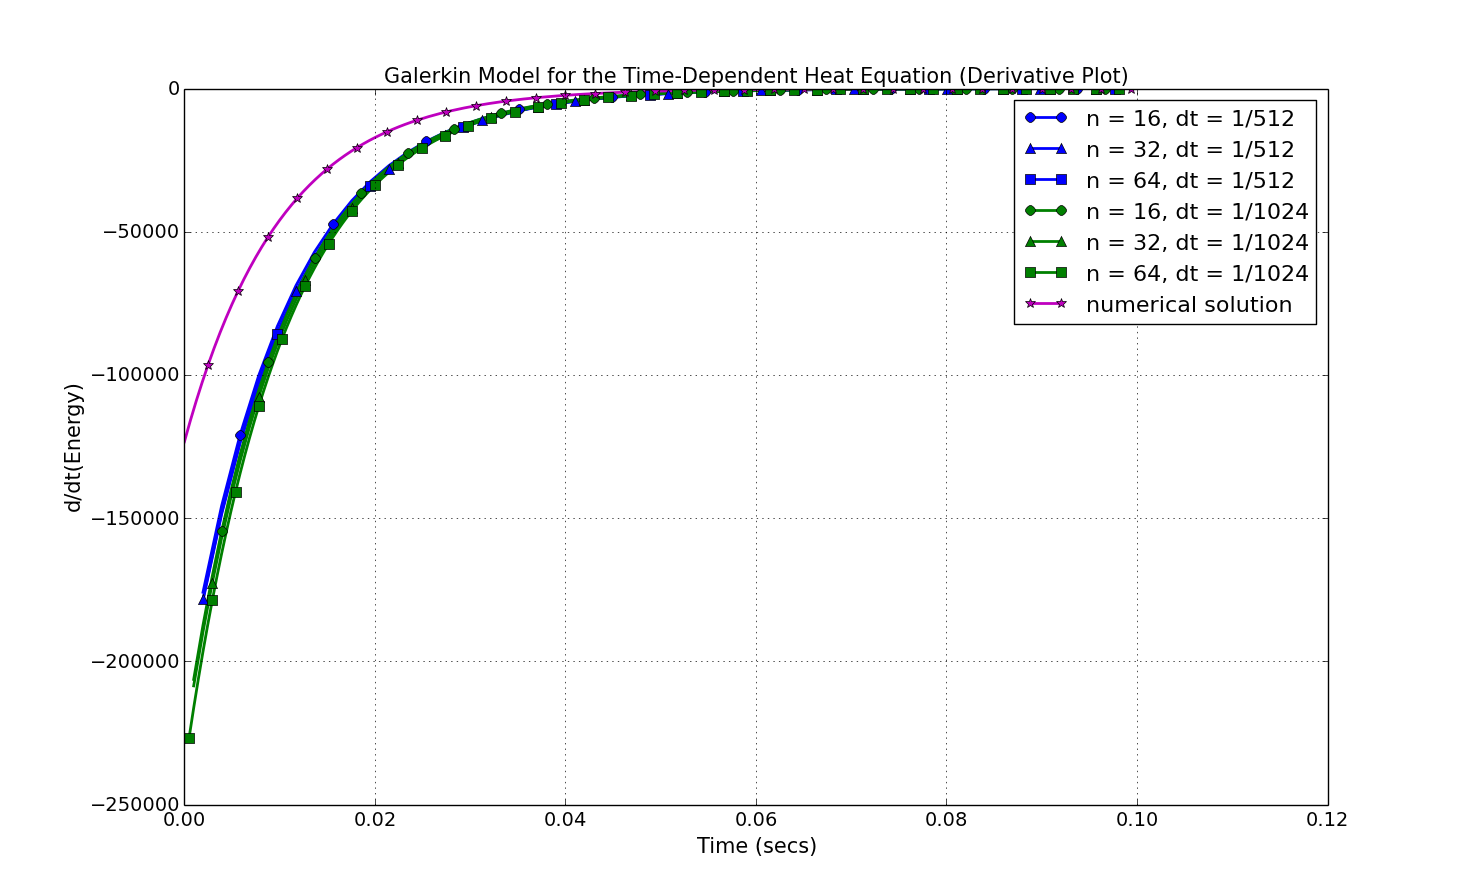 Galerkin Model for the Time-Dependent Heat Equation (Derivative Plot)
0
−50000
−100000
−150000
−200000
−250000
d/dt(Energy)
n = 16, dt = 1/512
n = 32, dt = 1/512
n = 64, dt = 1/512
n = 16, dt = 1/1024
n = 32, dt = 1/1024
n = 64, dt = 1/1024
numerical solution
0.00 0.02 0.04 0.06 0.08 0.10 0.12
Time (secs)